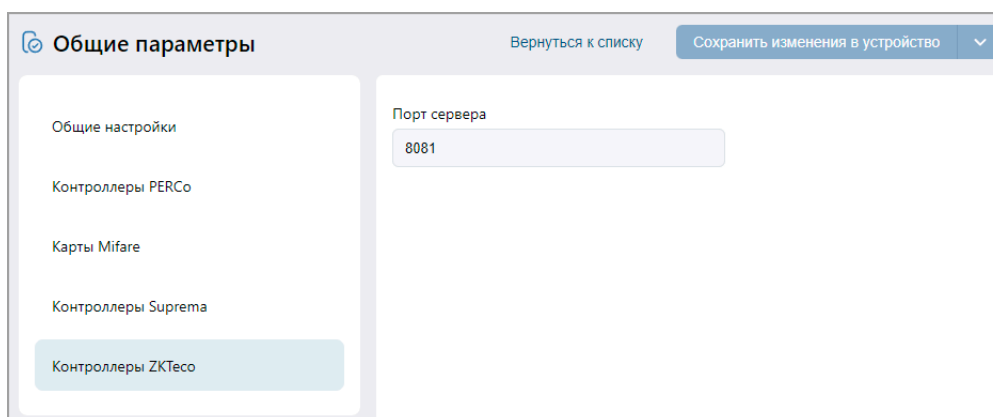 Общие параметры
Вернуться к списку
Сохранить изменения в устройство
Общие настройки
Контроллеры PERCo
Карты Mifare
Контроллеры Suprema
Контроллеры ZKTeco
Порт сервера
8081